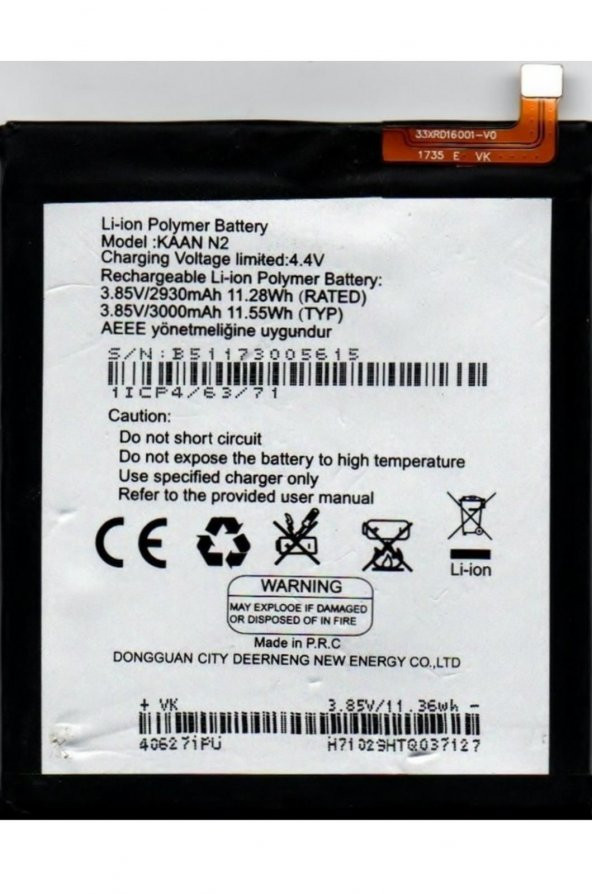 33XRD16001-V0
1735 E VK
Li-ion Polymer Battery
Model :KAAN N2
Charging Voltage limited:4.4V
Rechargeable Li-ion Polymer Battery:
3.85V/2930mAh 11.28Wh (RATED)
3.85V/3000mAh 11.55Wh (TYP)
AEEE yönetmeliğine uygundur
S/N:B51173005615
1ICP4/63/71
Caution:
Do not short circuit
Do not expose the battery to high temperature
Use specified charger only
Refer to the provided user manual
CE
Li-ion
WARNING
MAY EXPLOOE IF DAMAGED
OR DISPOSED OF IN FIRE
Made in P.R.C
DONGGUAN CITY DEERNENG NEW ENERGY CO.,LTD
+ VK 3.85V/11.36wh -
40627iPU H71029HTQ037127